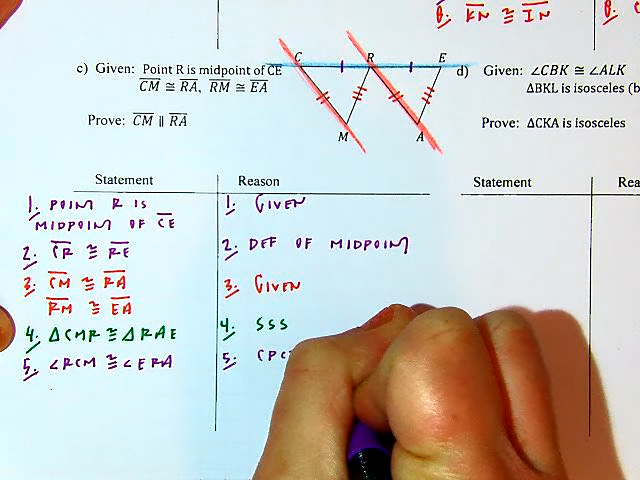 8. KN ≅ IN 8.
c) Given: Point R is midpoint of CE
CM ≅ RA, RM ≅ EA
Prove: CM ∥ RA
C R E
M A
d) Given: ∠CBK ≅ ∠ALK
ΔBKL is isosceles (b
Prove: ΔCKA is isosceles
Statement Reason
1. POINT R IS
MIDPOINT OF CE
1. GIVEN
2. CR ≅ RE 2. DEF OF MIDPOINT
3. CM ≅ RA 3. GIVEN
RM ≅ EA
4. ΔCMR ≅ ΔRAE 4. SSS
5. ∠RCM ≅ ∠ERA 5. CPC
Statement Rea